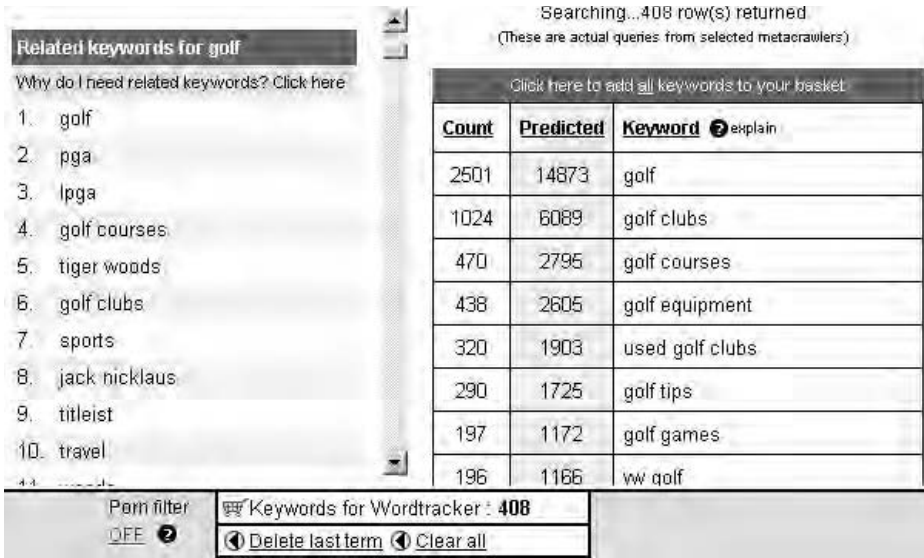 Related keywords for golf
Why do I need related keywords? Click here
1. golf
2. pga
3. lpga
4. golf courses
5. tiger woods
6. golf clubs
7. sports
8. jack nicklaus
9. titleist
10. travel
Searching...408 row(s) returned
(These are actual queries from selected metacrawlers)
Click here to add all keywords to your basket
Count Predicted Keyword ? explain
2501 14873 golf
1024 6089 golf clubs
470 2795 golf courses
438 2605 golf equipment
320 1903 used golf clubs
290 1725 golf tips
197 1172 golf games
196 1166 vw golf
Porn filter
OFF ?
Keywords for Wordtracker : 408
Delete last term Clear all